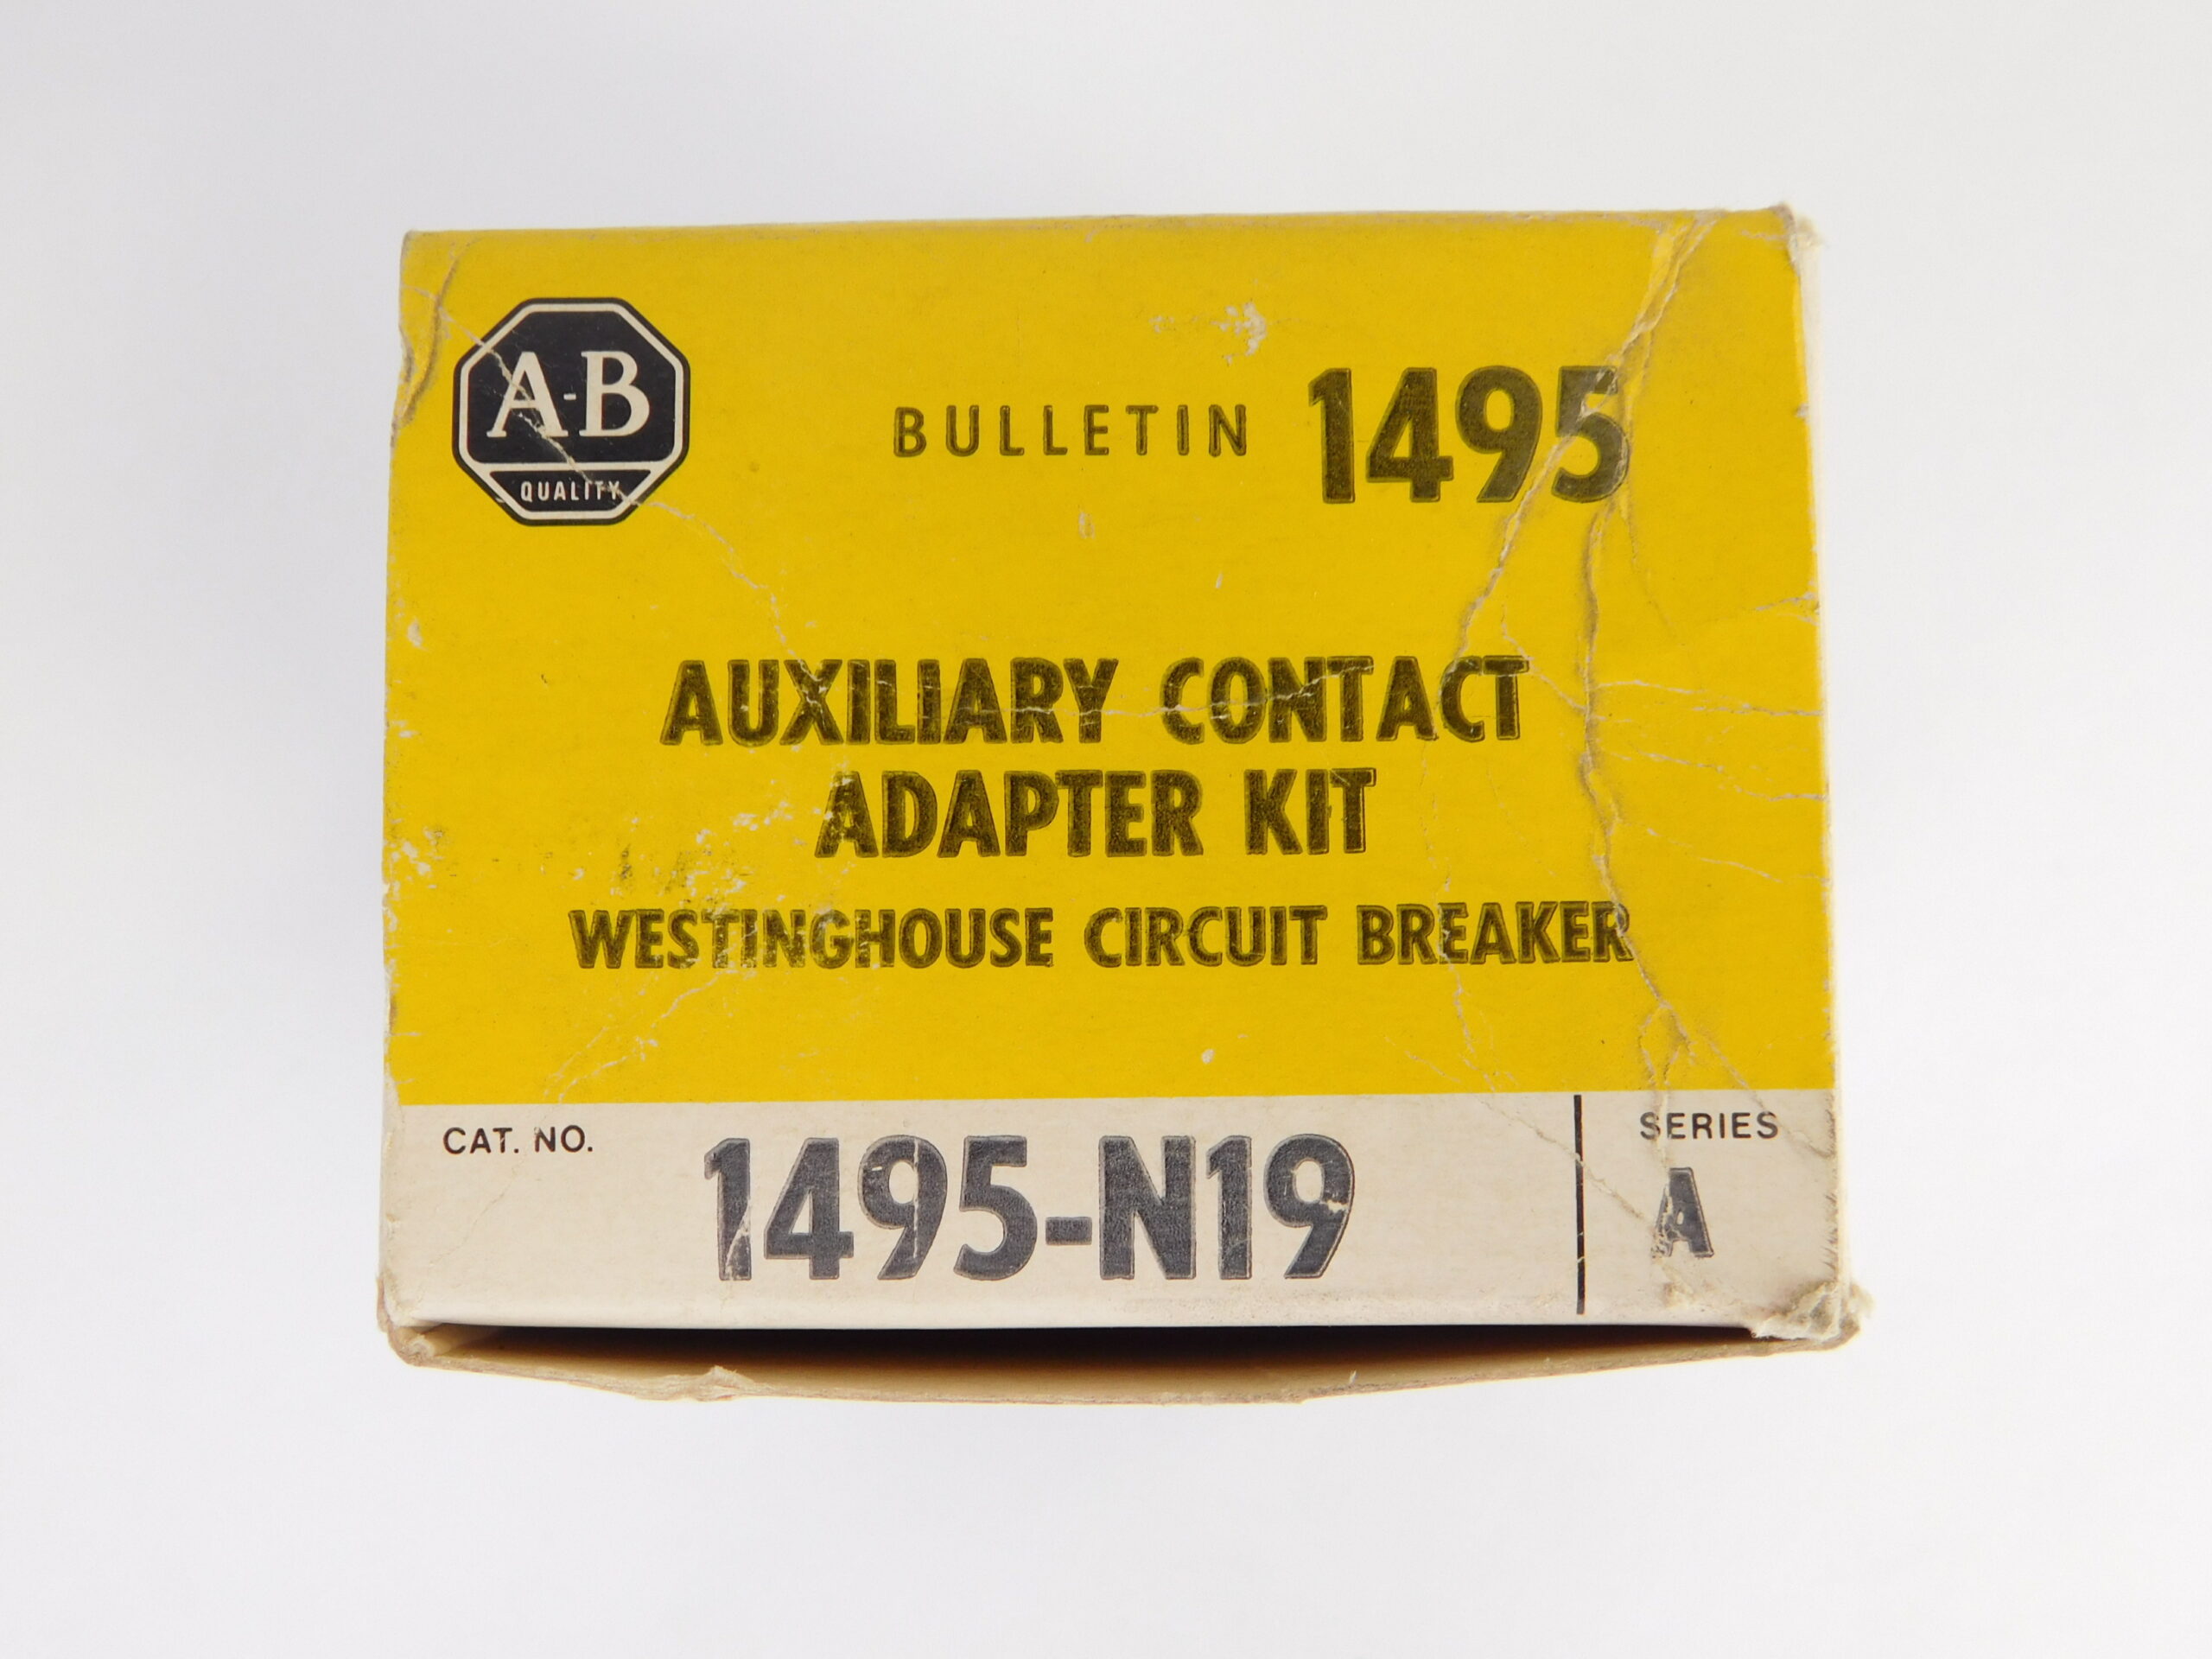 A-B
QUALITY
BULLETIN 1495
AUXILIARY CONTACT
ADAPTER KIT
WESTINGHOUSE CIRCUIT BREAKER
CAT. NO. 1495-N19
SERIES
A